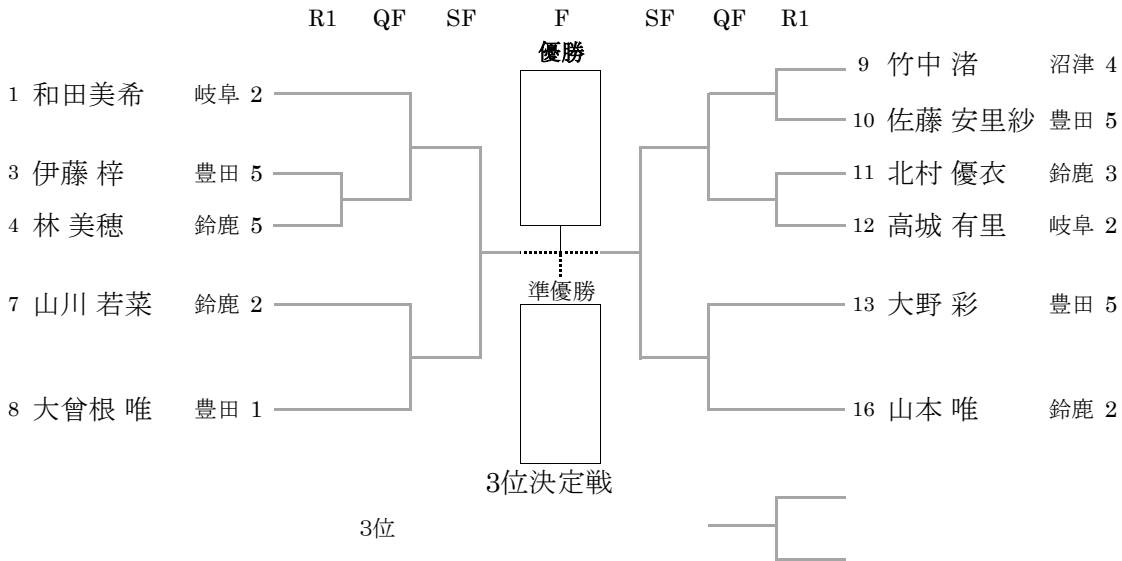 R1 QF SF F SF QF R1
優勝
1 和田美希 岐阜 2
3 伊藤 梓 豊田 5
4 林 美穂 鈴鹿 5
7 山川 若菜 鈴鹿 2
8 大曾根 唯 豊田 1
9 竹中 渚 沼津 4
10 佐藤 安里紗 豊田 5
11 北村 優衣 鈴鹿 3
12 高城 有里 岐阜 2
13 大野 彩 豊田 5
16 山本 唯 鈴鹿 2
準優勝
3位決定戦
3位